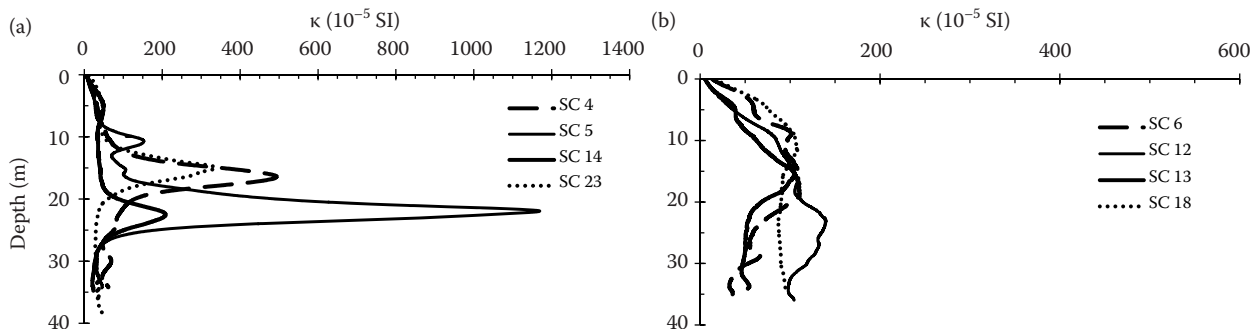 (a)
κ (10⁻⁵ SI)
0 200 400 600 800 1000 1200 1400
0
10
20
30
40
Depth (m)
SC 4
SC 5
SC 14
SC 23
(b)
κ (10⁻⁵ SI)
0 200 400 600
0
10
20
30
40
SC 6
SC 12
SC 13
SC 18